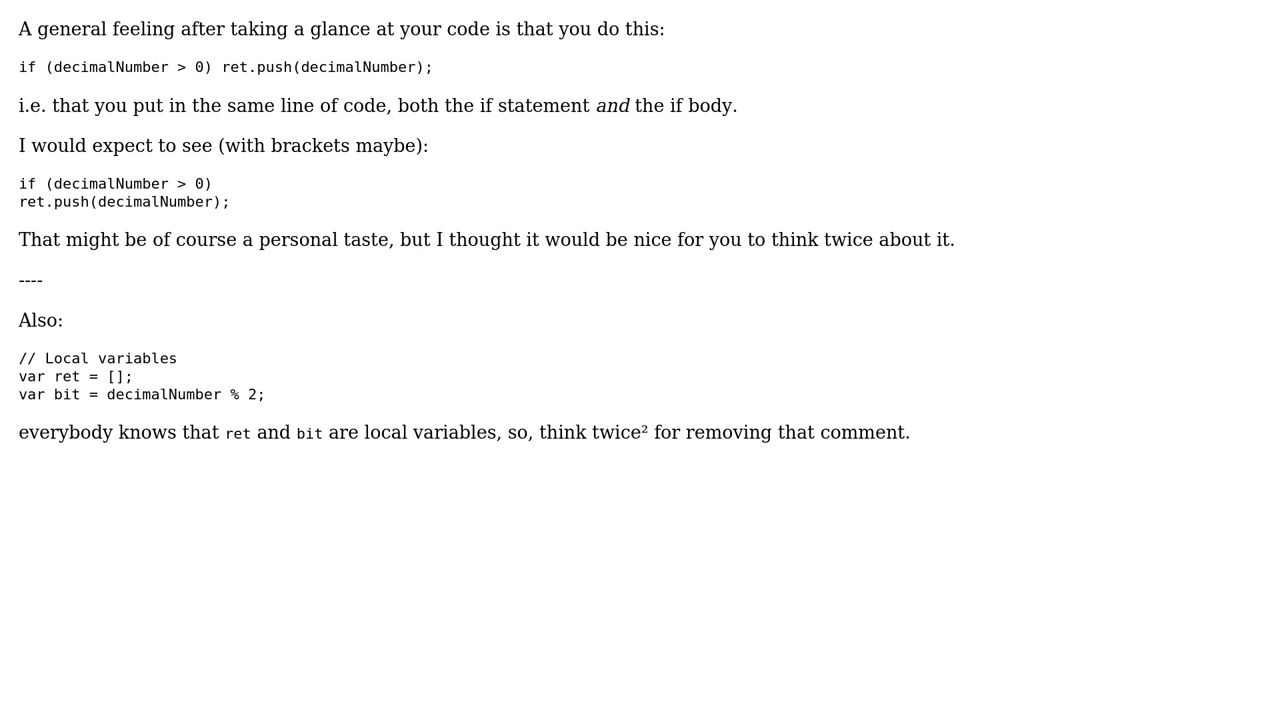 A general feeling after taking a glance at your code is that you do this:
if (decimalNumber > 0) ret.push(decimalNumber);
i.e. that you put in the same line of code, both the if statement and the if body.
I would expect to see (with brackets maybe):
if (decimalNumber > 0)
ret.push(decimalNumber);
That might be of course a personal taste, but I thought it would be nice for you to think twice about it.
----
Also:
// Local variables
var ret = [];
var bit = decimalNumber % 2;
everybody knows that ret and bit are local variables, so, think twice² for removing that comment.